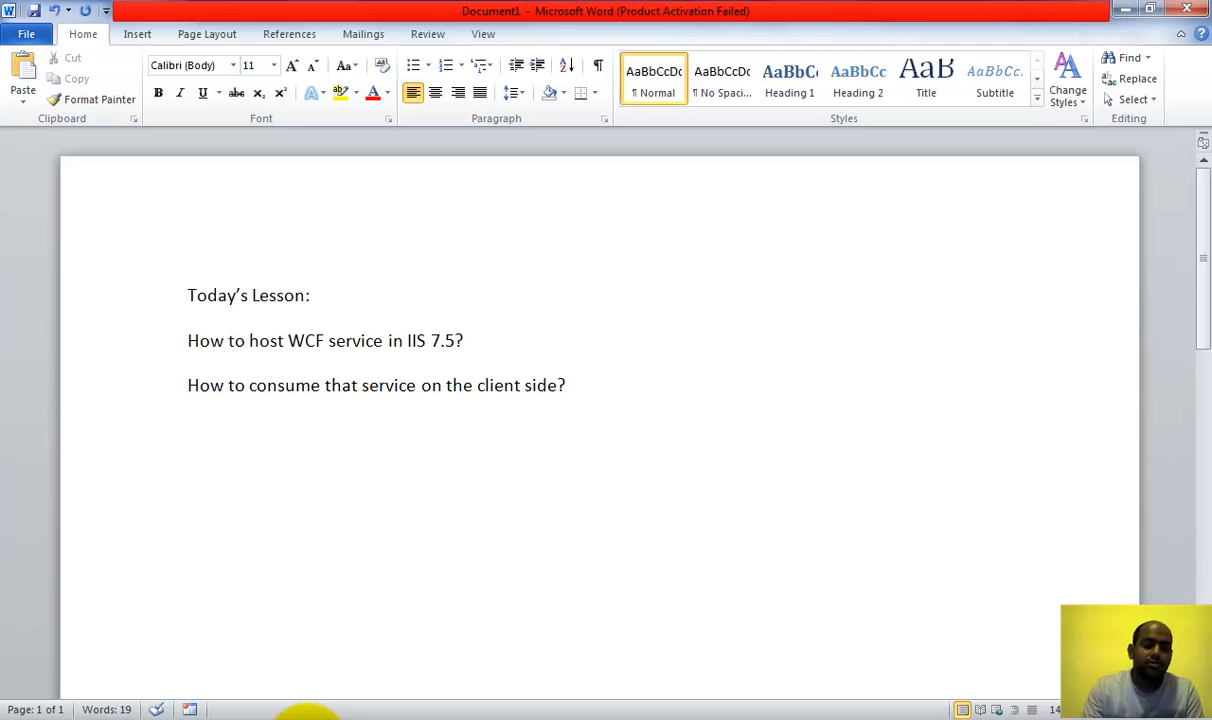 Document1 - Microsoft Word (Product Activation Failed)
File Home Insert Page Layout References Mailings Review View
Paste
Cut
Copy
Format Painter
Clipboard
Calibri (Body) 11
Font
Paragraph
AaBbCcDc AaBbCcDc AaBbC AaBbCc AaB AaBbCc.
¶ Normal ¶ No Spaci... Heading 1 Heading 2 Title Subtitle
Change Styles
Styles
Find
Replace
Select
Editing
Today's Lesson:
How to host WCF service in IIS 7.5?
How to consume that service on the client side?
Page: 1 of 1 Words: 19